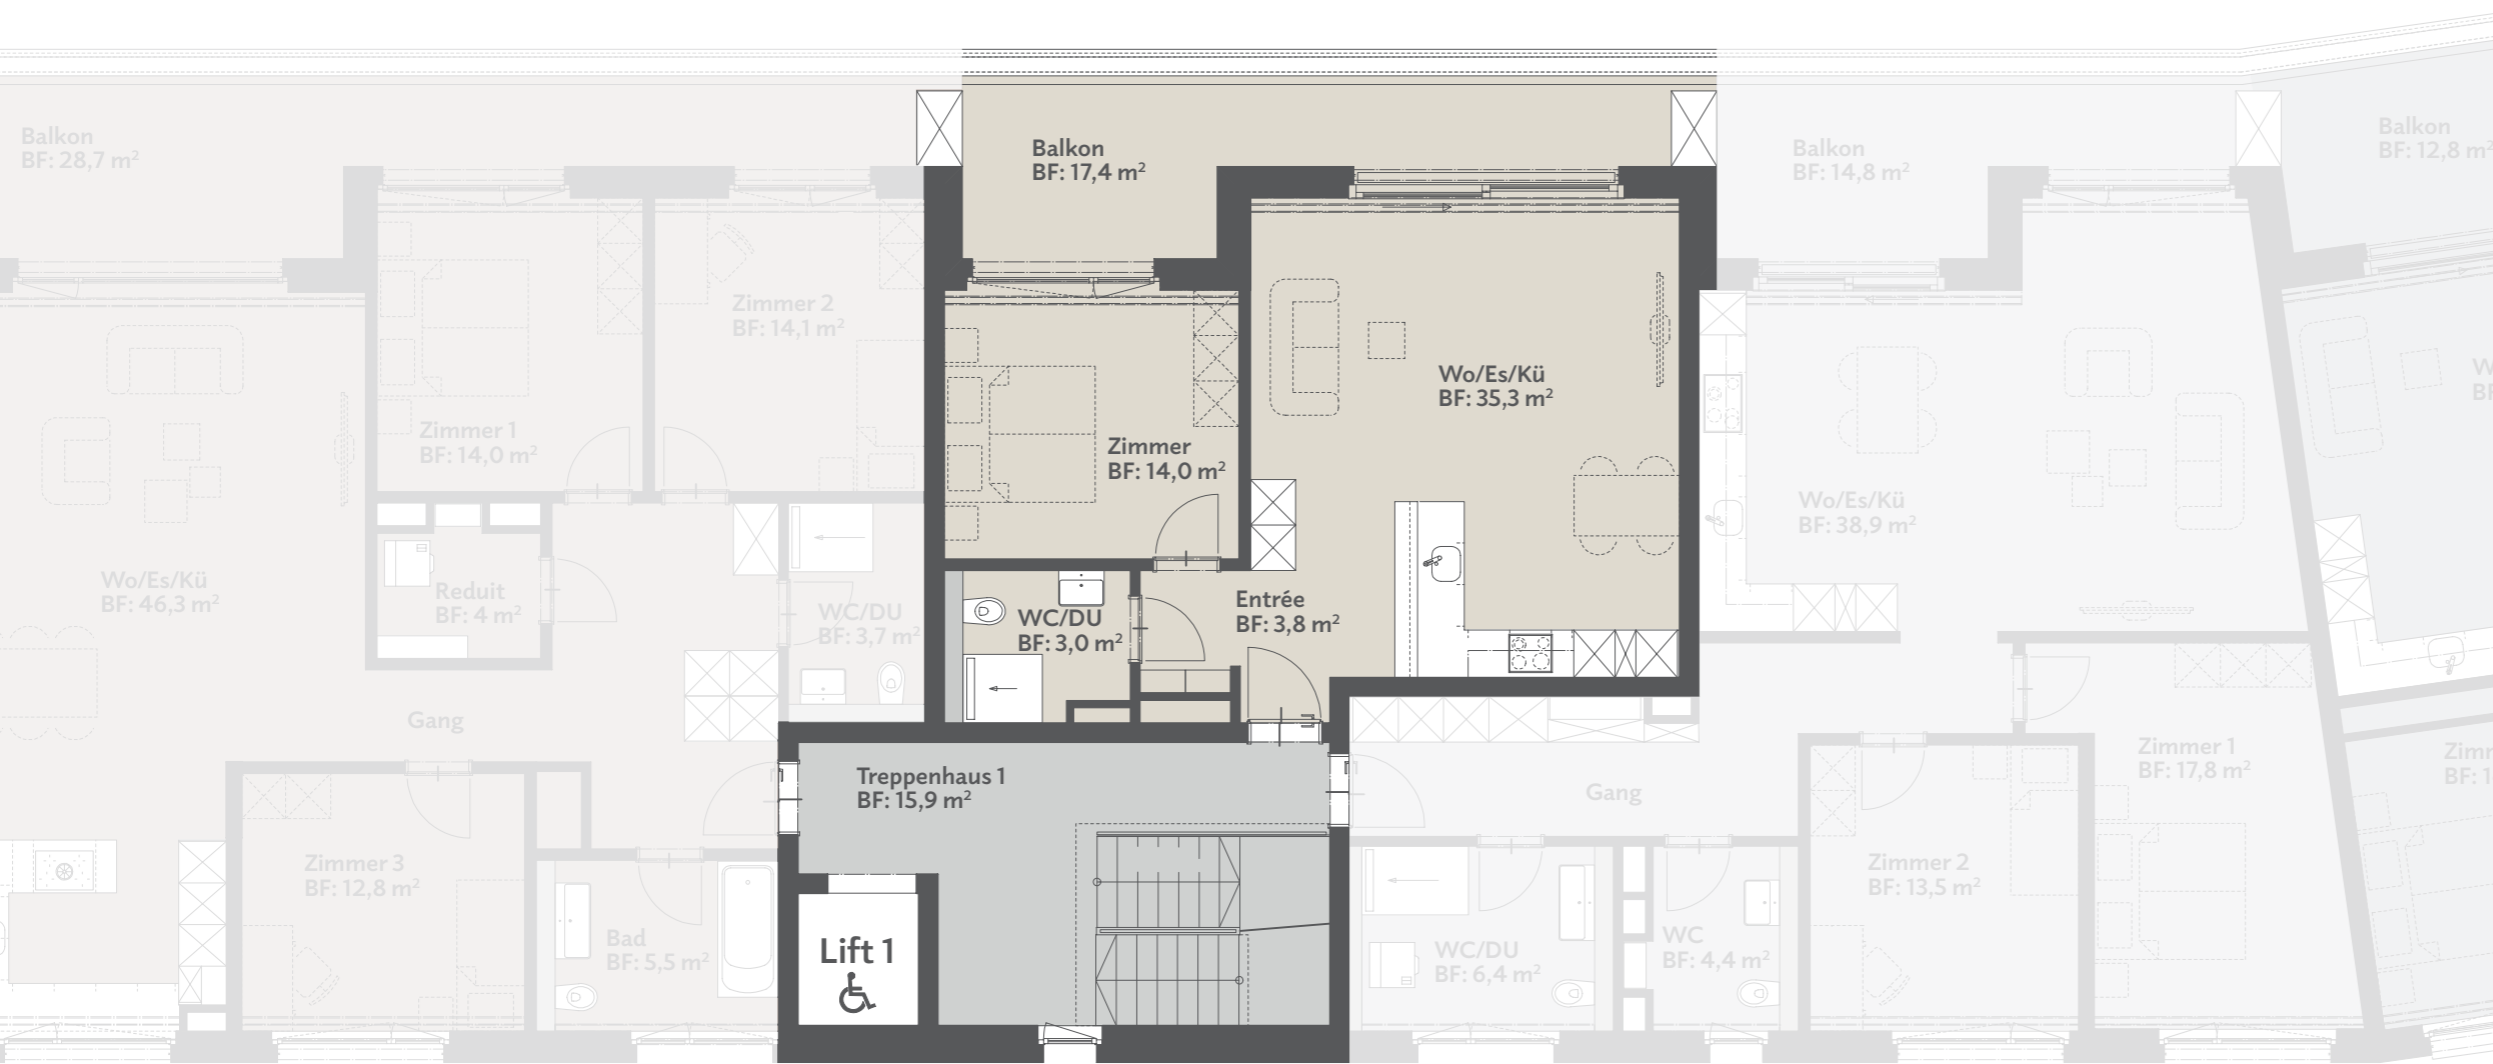 Balkon
BF: 28,7 m²
Balkon
BF: 17,4 m²
Balkon
BF: 14,8 m²
Balkon
BF: 12,8 m²
Zimmer 2
BF: 14,1 m²
Zimmer 1
BF: 14,0 m²
Wo/Es/Kü
BF: 35,3 m²
Zimmer
BF: 14,0 m²
Wo/Es/Kü
BF: 38,9 m²
Wo/Es/Kü
BF: 46,3 m²
Reduit
BF: 4 m²
WC/DU
BF: 3,7 m²
WC/DU
BF: 3,0 m²
Entrée
BF: 3,8 m²
Gang
Treppenhaus 1
BF: 15,9 m²
Gang
Zimmer 1
BF: 17,8 m²
Zimmer 3
BF: 12,8 m²
Zimmer 2
BF: 13,5 m²
Bad
BF: 5,5 m²
Lift 1
WC/DU
BF: 6,4 m²
WC
BF: 4,4 m²